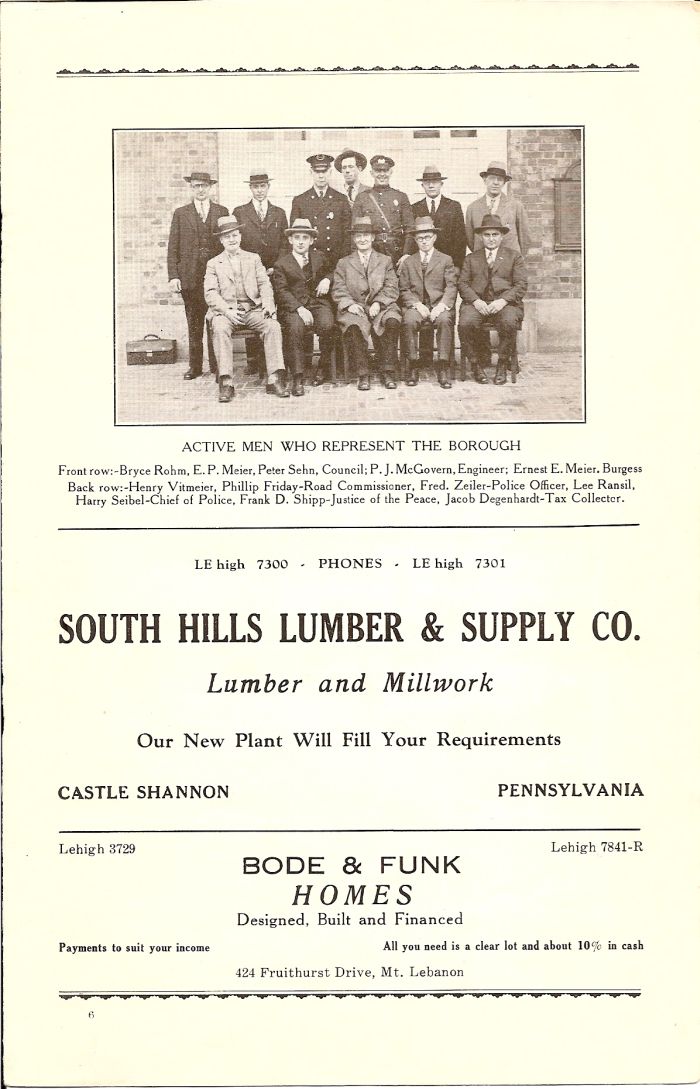 ACTIVE MEN WHO REPRESENT THE BOROUGH
Front row:-Bryce Rohm, E. P. Meier, Peter Sehn, Council; P. J. McGovern, Engineer; Ernest E. Meier. Burgess
Back row:-Henry Vitmeier, Phillip Friday-Road Commissioner, Fred. Zeiler-Police Officer, Lee Ransil,
Harry Seibel-Chief of Police, Frank D. Shipp-Justice of the Peace, Jacob Degenhardt-Tax Collector.
LE high 7300 - PHONES - LE high 7301
SOUTH HILLS LUMBER & SUPPLY CO.
Lumber and Millwork
Our New Plant Will Fill Your Requirements
CASTLE SHANNON PENNSYLVANIA
Lehigh 3729 Lehigh 7841-R
BODE & FUNK
HOMES
Designed, Built and Financed
Payments to suit your income All you need is a clear lot and about 10% in cash
424 Fruithurst Drive, Mt. Lebanon
6